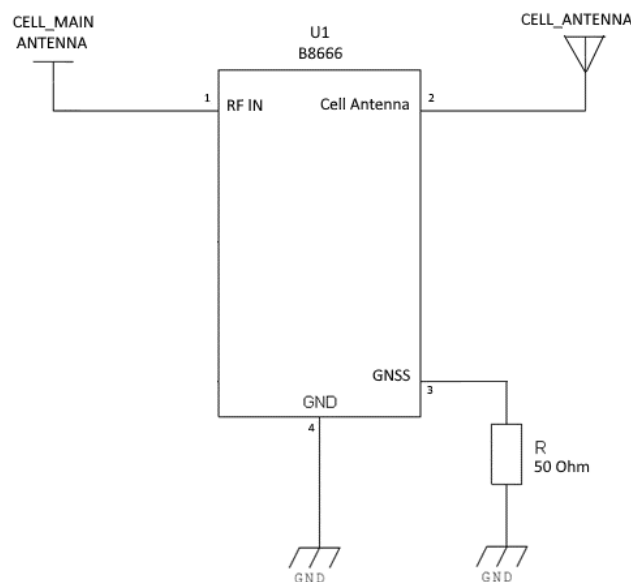 CELL_MAIN
ANTENNA
U1
B8666
CELL_ANTENNA
1
RF IN
Cell Antenna
2
GNSS
3
GND
4
R
50 Ohm
GND
GND